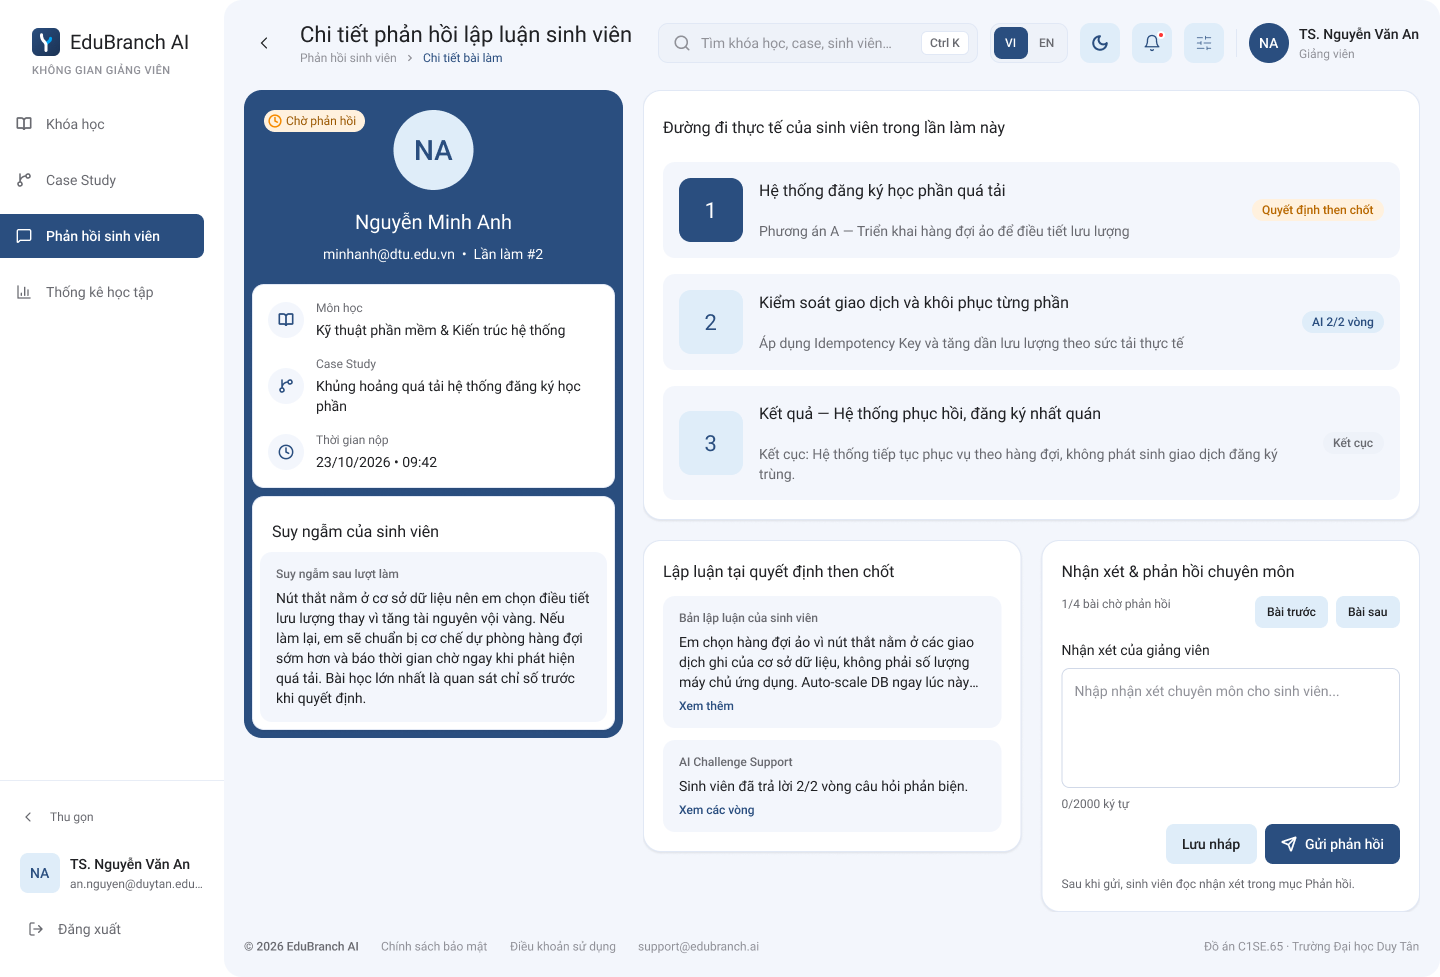 EduBranch AI
KHÔNG GIAN GIẢNG VIÊN
Khóa học
Case Study
Phản hồi sinh viên
Thống kê học tập
Thu gọn
NA
TS. Nguyễn Văn An
an.nguyen@duytan.edu...
Đăng xuất
Chi tiết phản hồi lập luận sinh viên
Phản hồi sinh viên
Chi tiết bài làm
Tìm khóa học, case, sinh viên...
Ctrl K
VI
EN
NA
TS. Nguyễn Văn An
Giảng viên
Chờ phản hồi
NA
Nguyễn Minh Anh
minhanh@dtu.edu.vn • Lần làm #2
Môn học
Kỹ thuật phần mềm & Kiến trúc hệ thống
Case Study
Khủng hoảng quá tải hệ thống đăng ký học
phần
Thời gian nộp
23/10/2026 • 09:42
Suy ngẫm của sinh viên
Suy ngẫm sau lượt làm
Nút thắt nằm ở cơ sở dữ liệu nên em chọn điều tiết
lưu lượng thay vì tăng tài nguyên vội vàng. Nếu
làm lại, em sẽ chuẩn bị cơ chế dự phòng hàng đợi
sớm hơn và báo thời gian chờ ngay khi phát hiện
quá tải. Bài học lớn nhất là quan sát chỉ số trước
khi quyết định.
Đường đi thực tế của sinh viên trong lần làm này
1
Hệ thống đăng ký học phần quá tải
Phương án A — Triển khai hàng đợi ảo để điều tiết lưu lượng
Quyết định then chốt
2
Kiểm soát giao dịch và khôi phục từng phần
Áp dụng Idempotency Key và tăng dần lưu lượng theo sức tải thực tế
AI 2/2 vòng
3
Kết quả — Hệ thống phục hồi, đăng ký nhất quán
Kết cục: Hệ thống tiếp tục phục vụ theo hàng đợi, không phát sinh giao dịch đăng ký
trùng.
Kết cục
Lập luận tại quyết định then chốt
Bản lập luận của sinh viên
Em chọn hàng đợi ảo vì nút thắt nằm ở các giao
dịch ghi của cơ sở dữ liệu, không phải số lượng
máy chủ ứng dụng. Auto-scale DB ngay lúc này...
Xem thêm
AI Challenge Support
Sinh viên đã trả lời 2/2 vòng câu hỏi phản biện.
Xem các vòng
Nhận xét & phản hồi chuyên môn
1/4 bài chờ phản hồi
Bài trước
Bài sau
Nhận xét của giảng viên
Nhập nhận xét chuyên môn cho sinh viên...
0/2000 ký tự
Lưu nháp
Gửi phản hồi
Sau khi gửi, sinh viên đọc nhận xét trong mục Phản hồi.
© 2026 EduBranch AI
Chính sách bảo mật
Điều khoản sử dụng
support@edubranch.ai
Đồ án C1SE.65 · Trường Đại học Duy Tân